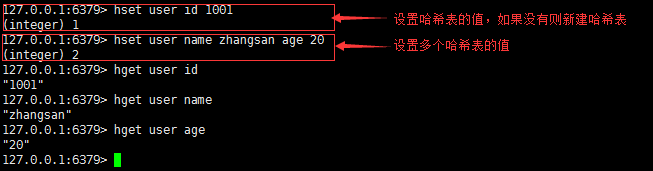 127.0.0.1:6379> hset user id 1001
(integer) 1
设置哈希表的值，如果没有则新建哈希表
127.0.0.1:6379> hset user name zhangsan age 20
(integer) 2
设置多个哈希表的值
127.0.0.1:6379> hget user id
"1001"
127.0.0.1:6379> hget user name
"zhangsan"
127.0.0.1:6379> hget user age
"20"
127.0.0.1:6379>